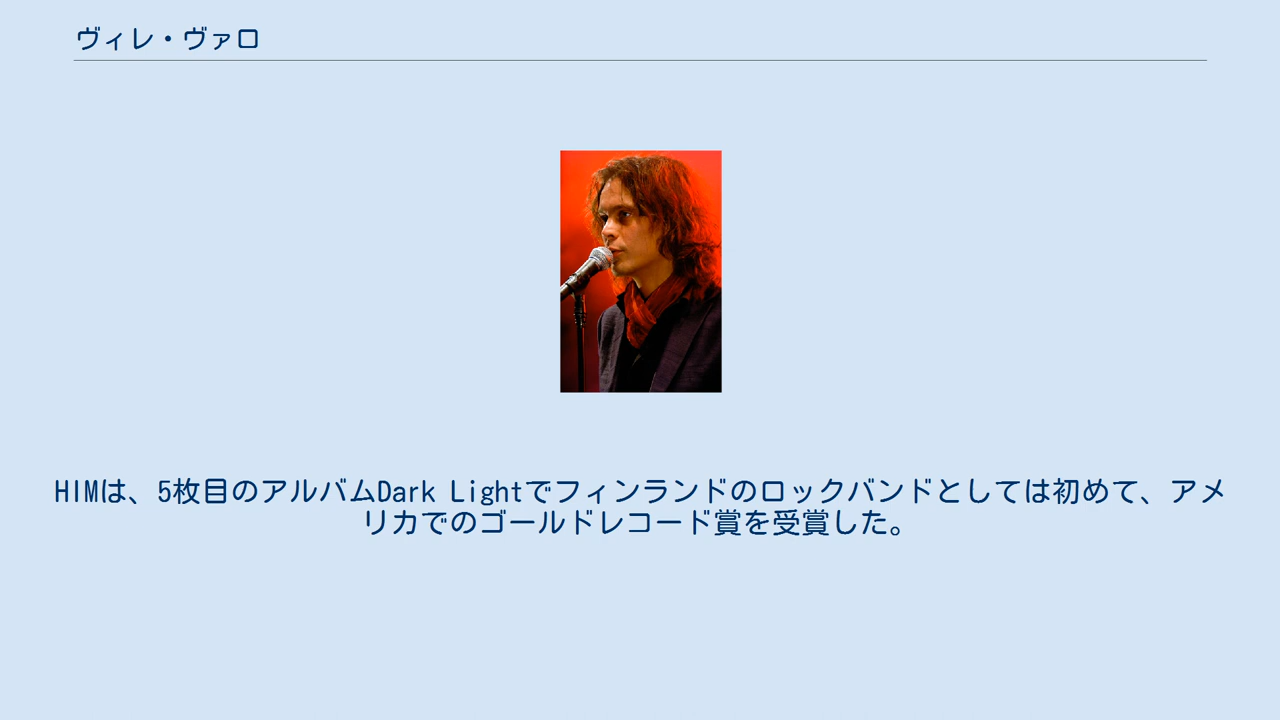 ヴィレ・ヴァロ
HIMは、5枚目のアルバムDark Lightでフィンランドのロックバンドとしては初めて、アメ
リカでのゴールドレコード賞を受賞した。